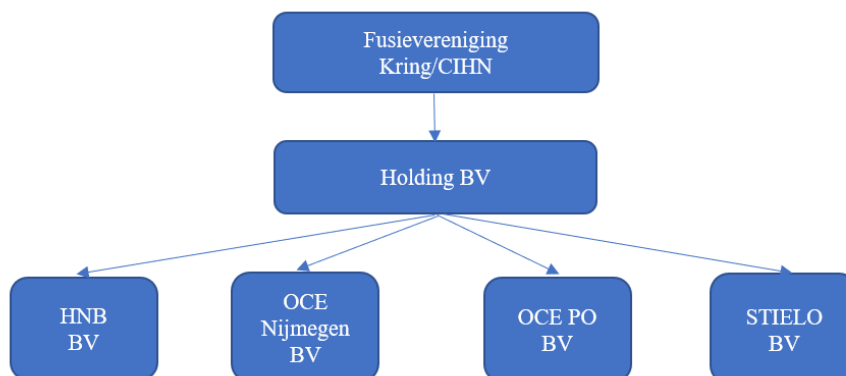 Fusievereniging
Kring/CIHN
Holding BV
HNB
BV
OCE
Nijmegen
BV
OCE PO
BV
STIELO
BV